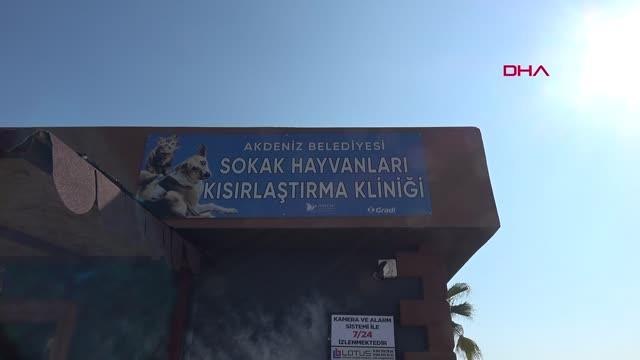 DHA
AKDENİZ BELEDİYESİ
SOKAK HAYVANLARI
KISIRLAŞTIRMA KLİNİĞİ
Gradi
KAMERA VE ALARM
SİSTEMİ İLE
7/24
İZLENMEKTEDİR
LOTUS